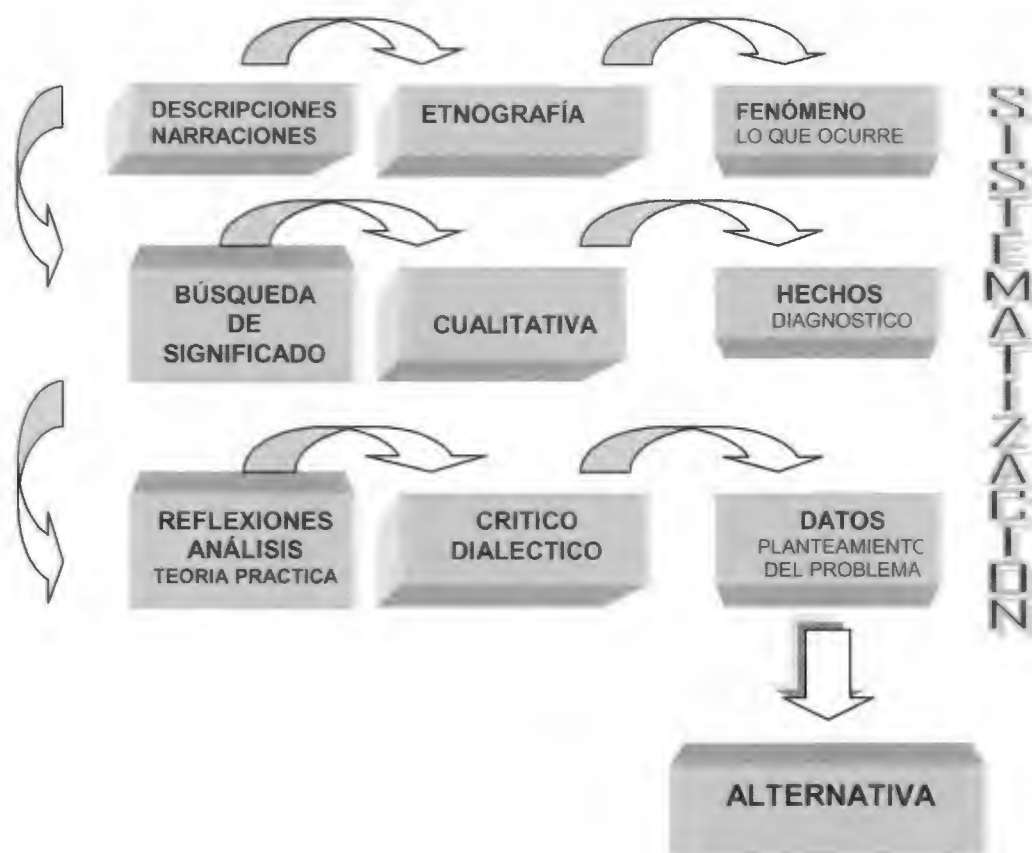 DESCRIPCIONES
NARRACIONES
ETNOGRAFÍA
FENÓMENO
LO QUE OCURRE
BÚSQUEDA
DE
SIGNIFICADO
CUALITATIVA
HECHOS
DIAGNOSTICO
REFLEXIONES
ANÁLISIS
TEORIA PRACTICA
CRITICO
DIALECTICO
DATOS
PLANTEAMIENTO
DEL PROBLEMA
ALTERNATIVA
SISTEMATIZACION